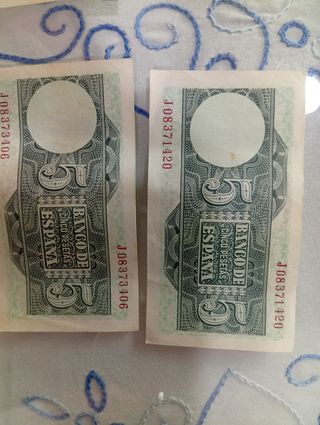 J08373406
5
BANCO DE
CINCO PESETAS
ESPAÑA
5
J08373406
J08371420
5
BANCO DE
CINCO PESETAS
ESPAÑA
5
J08371420